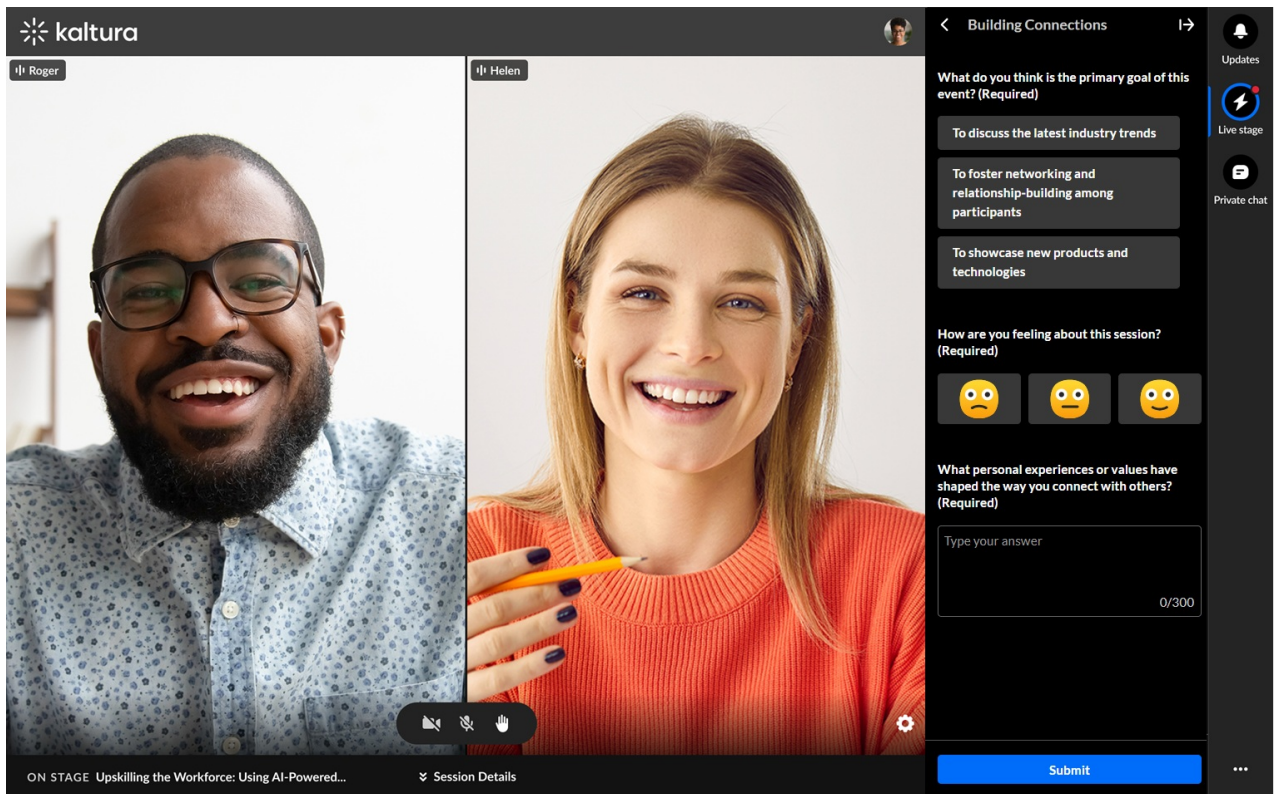 kaltura
Roger
Helen
ON STAGE Upskilling the Workforce: Using AI-Powered...
Session Details
Building Connections
What do you think is the primary goal of this
event? (Required)
To discuss the latest industry trends
To foster networking and
relationship-building among
participants
To showcase new products and
technologies
How are you feeling about this session?
(Required)
What personal experiences or values have
shaped the way you connect with others?
(Required)
Type your answer
0/300
Submit
Updates
Live stage
Private chat